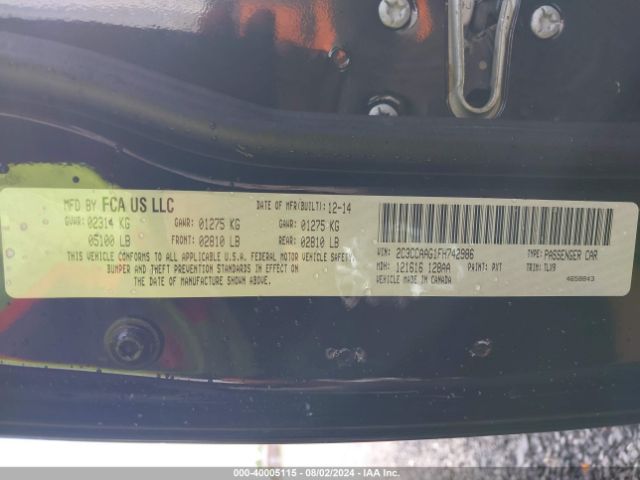 MFD BY FCA US LLC DATE OF MFR(BUILT): 12-14
GVWR: 02314 KG GAWR: 01275 KG GAWR: 01275 KG
05100 LB FRONT: 02810 LB REAR: 02810 LB
THIS VEHICLE CONFORMS TO ALL APPLICABLE U.S.A. FEDERAL MOTOR VEHICLE SAFETY,
BUMPER AND THEFT PREVENTION STANDARDS IN EFFECT ON
THE DATE OF MANUFACTURE SHOWN ABOVE.
VIN: 2C3CCAAG1FH742986 TYPE: PASSENGER CAR
MDH: 121616 128AA PAINT: PXT TRIM: TLX9
VEHICLE MADE IN CANADA 4650843
000-40005115 - 08/02/2024 - IAA Inc.